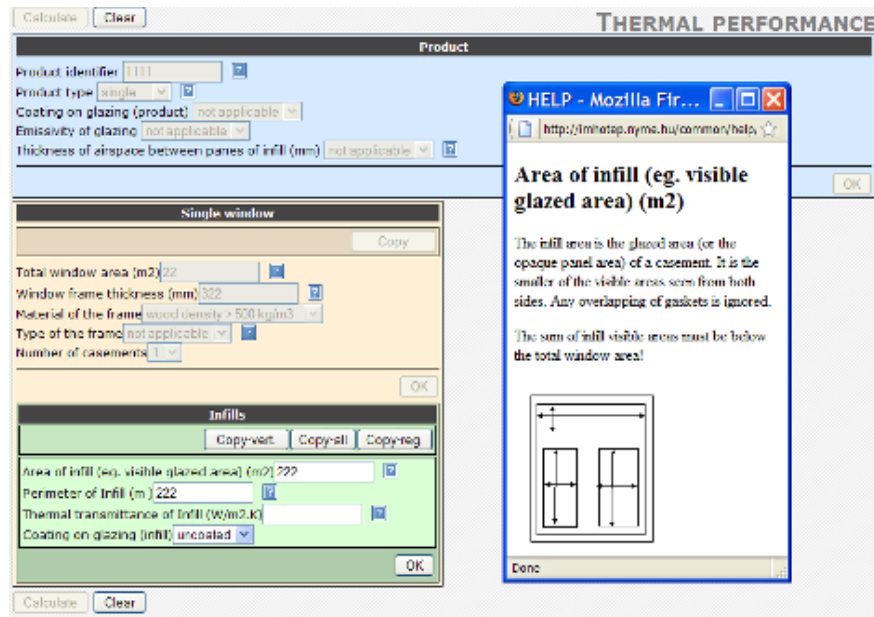 Calculate Clear
THERMAL PERFORMANCE
Product
Product identifier 1111 ?
Product type single ?
Coating on glazing (product) not applicable
Emissivity of glazing not applicable
Thickness of airspace between panes of infill (mm) not applicable ?
OK
Single window
Copy
Total window area (m2) 22 ?
Window frame thickness (mm) 322 ?
Material of the frame wood density > 500 kg/m3
Type of the frame not applicable ?
Number of casements 1
OK
Infills
Copy-vert. Copy-all Copy-reg
Area of infill (eg. visible glazed area) (m2) 222 ?
Perimeter of Infill (m) 222 ?
Thermal transmittance of Infill (W/m2.K) ?
Coating on glazing (infill) uncoated
OK
Calculate Clear
HELP - Mozilla Fir...
http://imhotep.nyme.hu/common/help,
Area of infill (eg. visible
glazed area) (m2)
The infill area is the glazed area (or the
opaque panel area) of a casement. It is the
smaller of the visible areas seen from both
sides. Any overlapping of gaskets is ignored.
The sum of infill visible areas must be below
the total window area!
Done